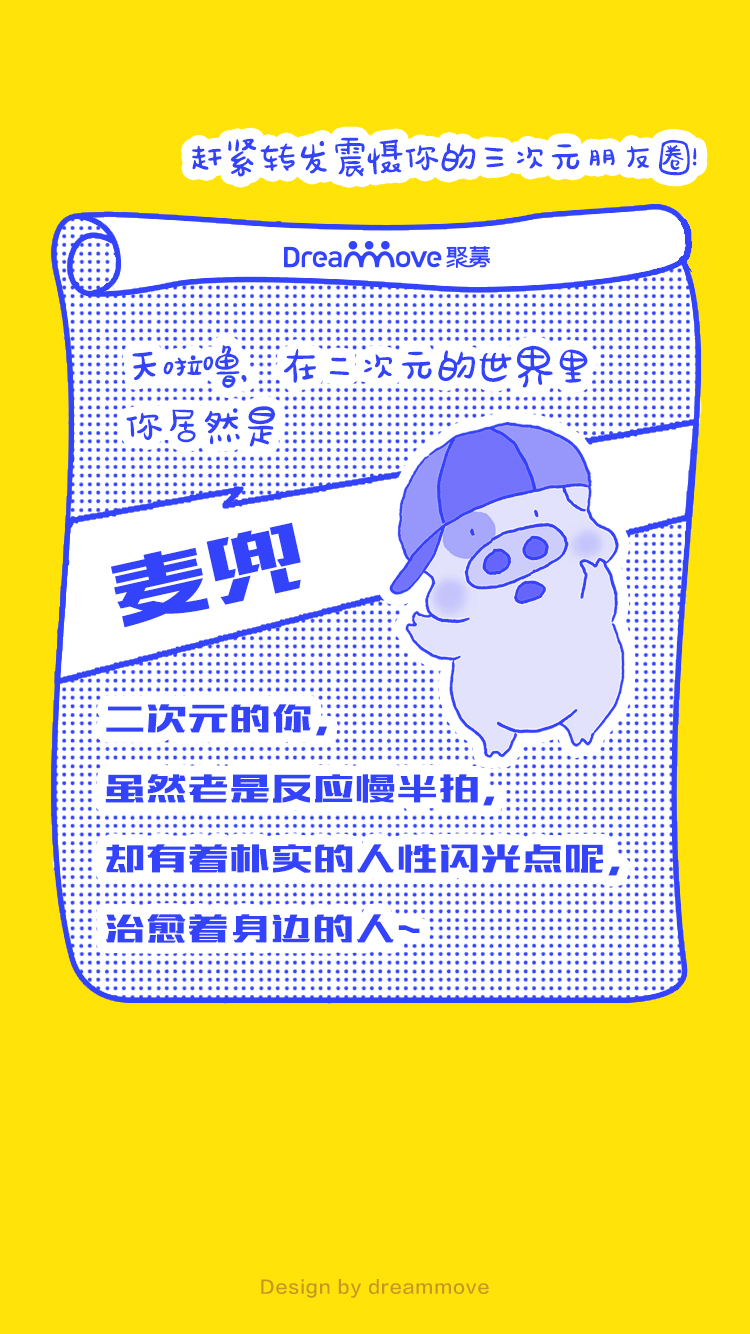 赶紧转发震慑你的三次元朋友圈!
Dreammove聚募
天啦噜,在二次元的世界里
你居然是
麦兜
二次元的你,
虽然老是反应慢半拍,
却有着朴实的人性闪光点呢,
治愈着身边的人~
Design by dreammove